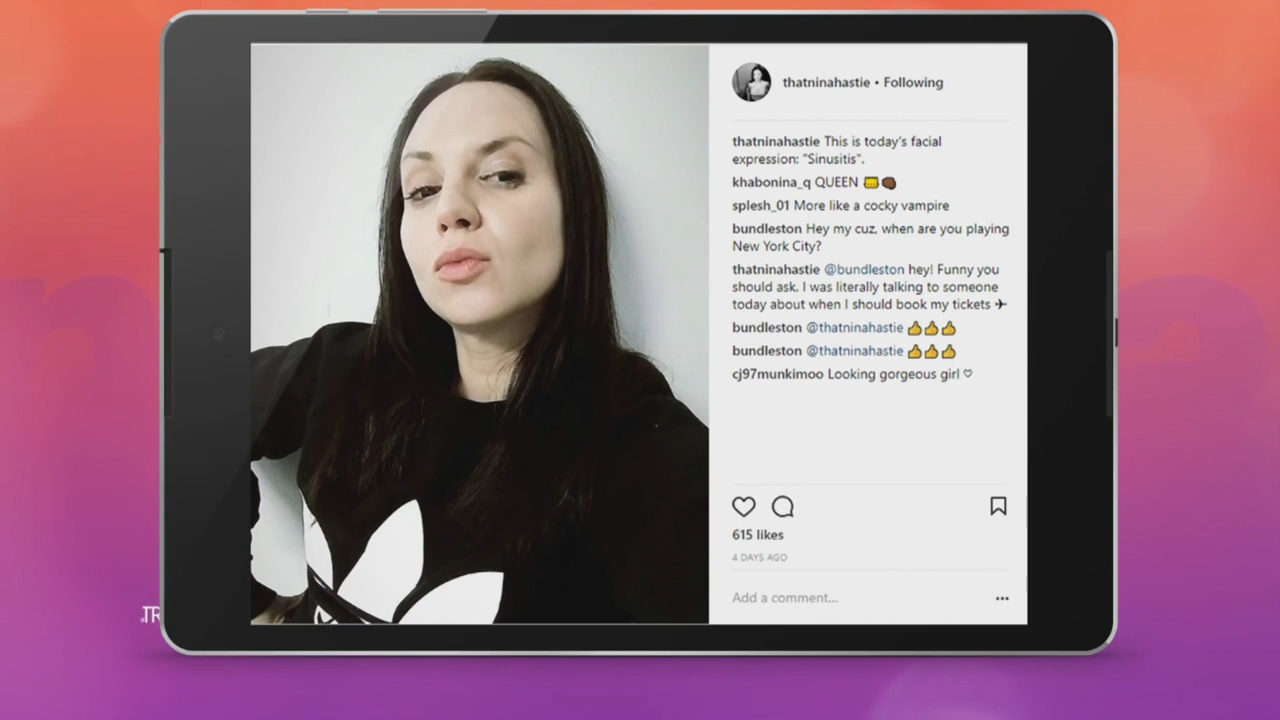 thatninahastie • Following
thatninahastie This is today's facial
expression: "Sinusitis".
khabonina_q QUEEN
splesh_01 More like a cocky vampire
bundleston Hey my cuz, when are you playing
New York City?
thatninahastie @bundleston hey! Funny you
should ask. I was literally talking to someone
today about when I should book my tickets ✈
bundleston @thatninahastie 👍👍👍
bundleston @thatninahastie 👍👍👍
cj97munkimoo Looking gorgeous girl ♡
615 likes
4 DAYS AGO
Add a comment...